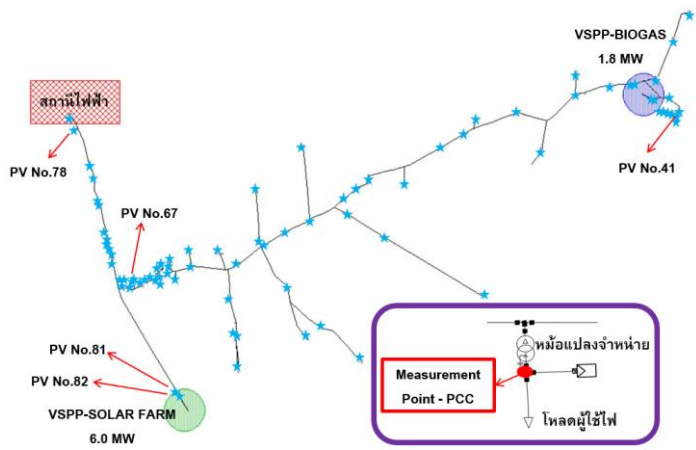 VSPP-BIOGAS
1.8 MW
สถานีไฟฟ้า
PV No.78
PV No.41
PV No.67
PV No.81
PV No.82
VSPP-SOLAR FARM
6.0 MW
หม้อแปลงจำหน่าย
Measurement
Point - PCC
โหลดผู้ใช้ไฟ